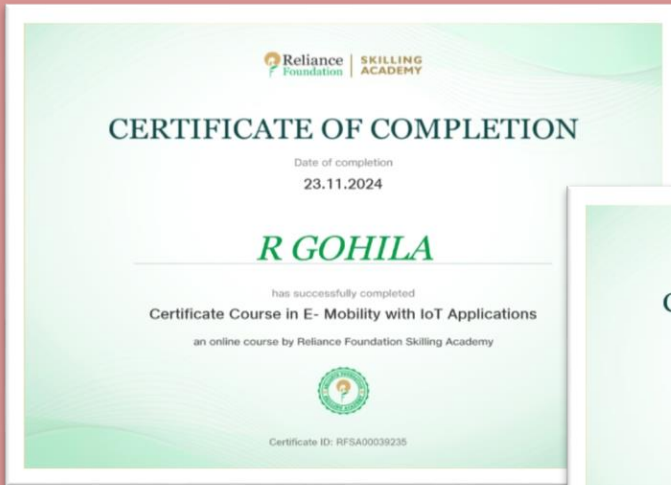 Reliance
Foundation
SKILLING
ACADEMY
CERTIFICATE OF COMPLETION
Date of completion
23.11.2024
R GOHILA
has successfully completed
Certificate Course in E- Mobility with IoT Applications
an online course by Reliance Foundation Skilling Academy
Certificate ID: RFSA00039235